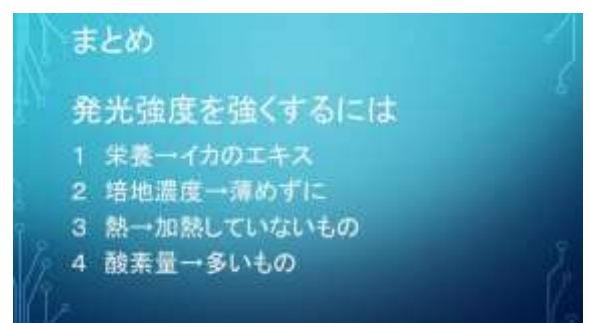 まとめ
発光強度を強くするには
1 栄養→イカのエキス
2 培地濃度→薄めずに
3 熱→加熱していないもの
4 酸素量→多いもの